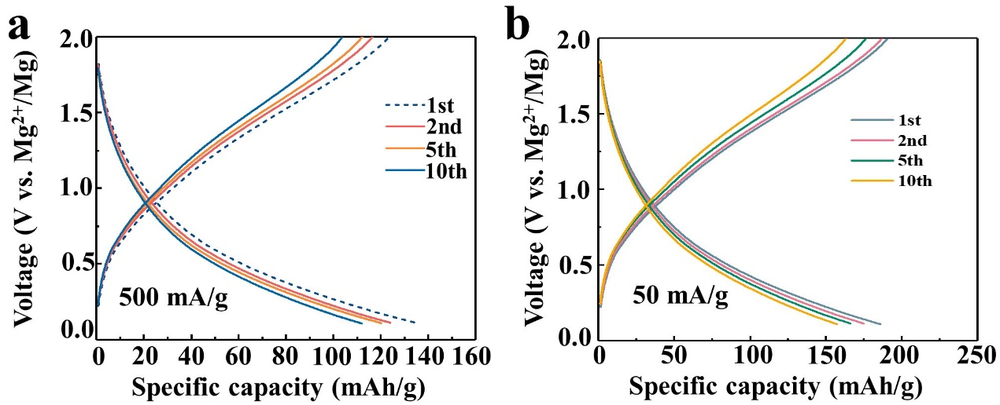 a
Voltage (V vs. Mg²⁺/Mg)
2.0
1.5
1.0
0.5
0.0
1st
2nd
5th
10th
500 mA/g
0 20 40 60 80 100 120 140 160
Specific capacity (mAh/g)
b
Voltage (V vs. Mg²⁺/Mg)
2.0
1.5
1.0
0.5
0.0
1st
2nd
5th
10th
50 mA/g
0 50 100 150 200 250
Specific capacity (mAh/g)